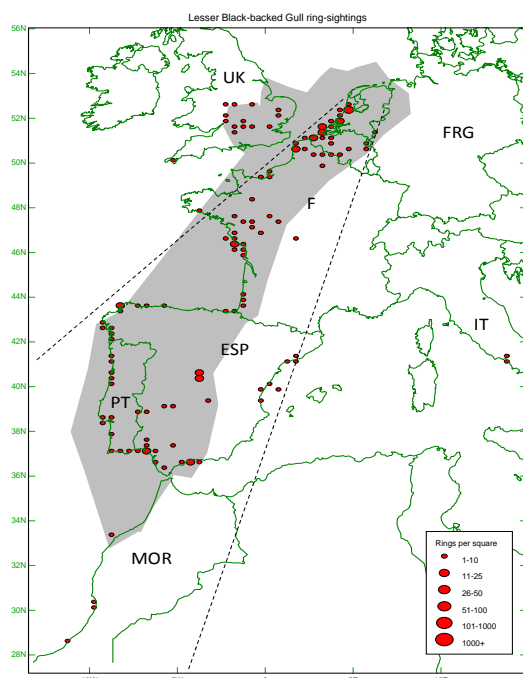 Lesser Black-backed Gull ring-sightings
56N
54N
52N
50N
48N
46N
44N
42N
40N
38N
36N
34N
32N
30N
28N
UK
FRG
F
IT
ESP
PT
MOR
Rings per square
1-10
11-25
26-50
51-100
101-1000
1000+